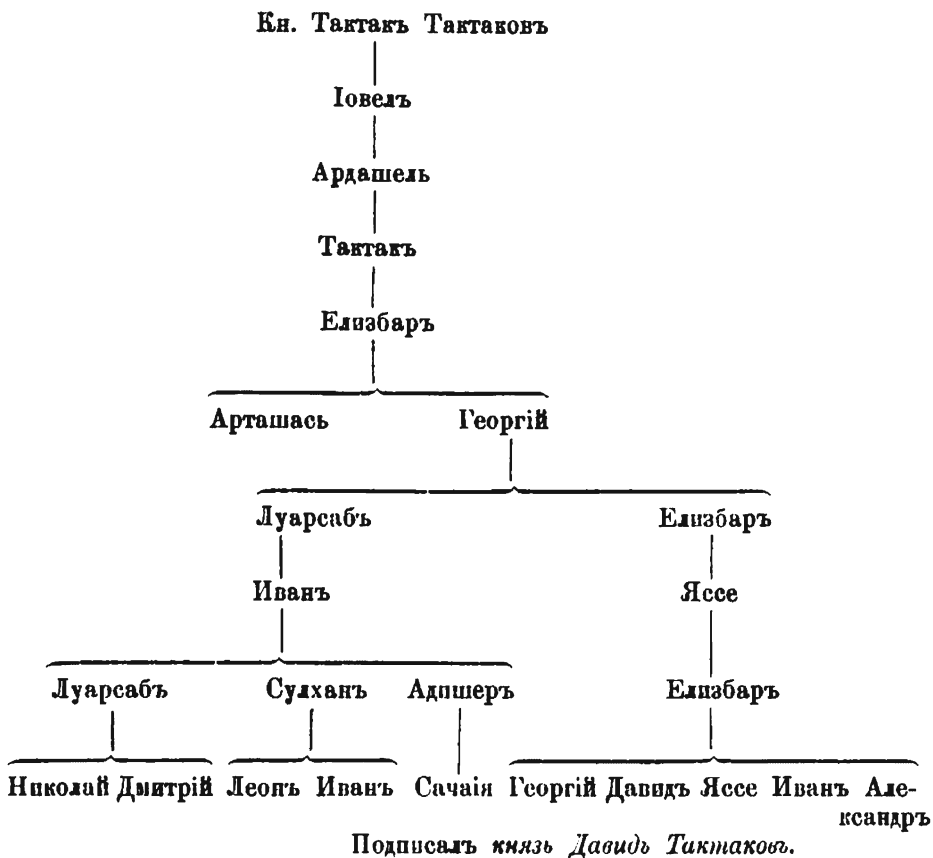 Кн. Тактакъ Тактаковъ
Іовелъ
Ардашель
Тактакъ
Елизбаръ
Арташась Георгій
Луарсабъ Елизбаръ
Иванъ Яссе
Луарсабъ Сулханъ Адишеръ Елизбаръ
Николай Дмитрій Леонъ Иванъ Сачаія Георгій Давидъ Яссе Иванъ Але-
ксандръ
Подписалъ князь Давидъ Тактаковъ.